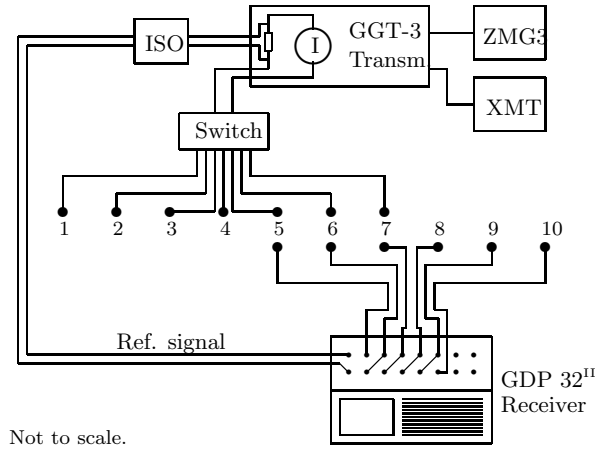 ISO
I
GGT-3
Transm.
ZMG3
XMT
Switch
1 2 3 4 5 6 7 8 9 10
Ref. signal
GDP 32II
Receiver
Not to scale.